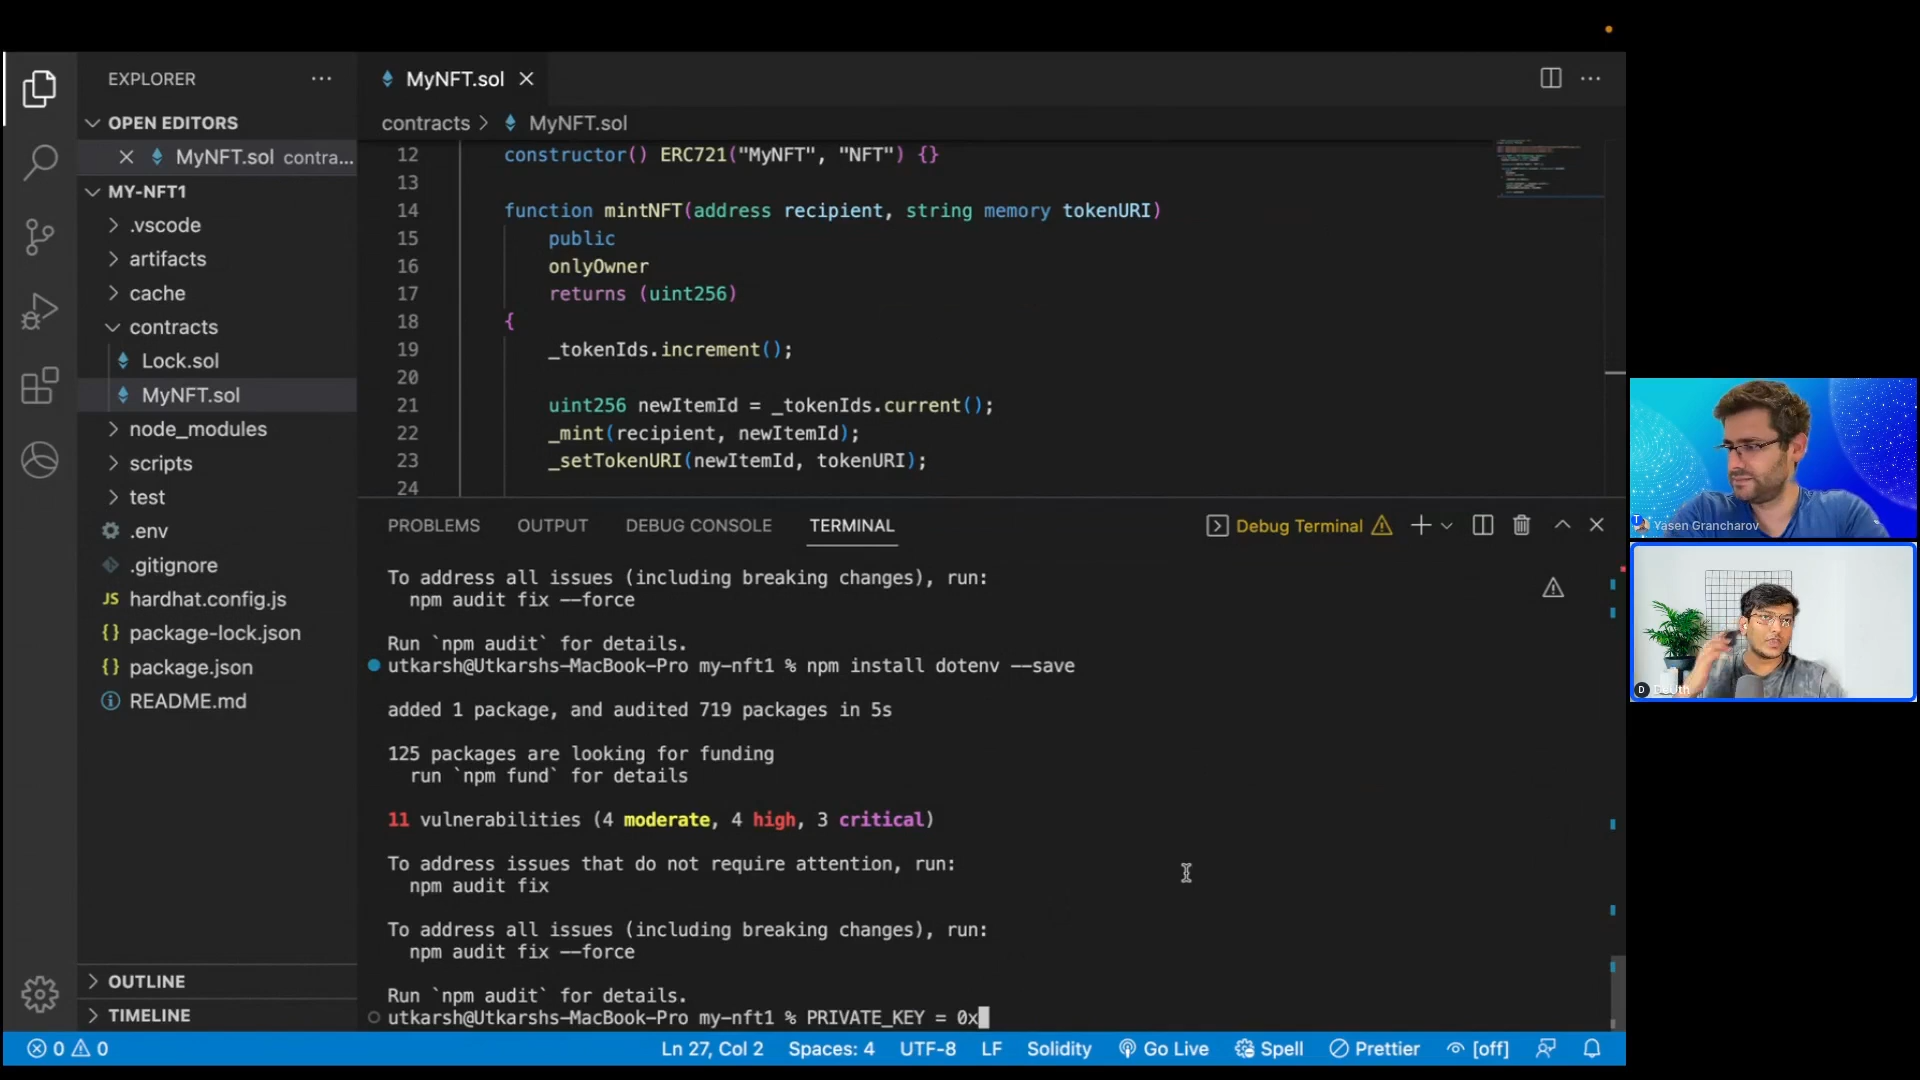 EXPLORER
OPEN EDITORS
MyNFT.sol contra...
MY-NFT1
.vscode
artifacts
cache
contracts
Lock.sol
MyNFT.sol
node_modules
scripts
test
.env
.gitignore
JS hardhat.config.js
{} package-lock.json
{} package.json
README.md
OUTLINE
TIMELINE
MyNFT.sol
contracts > MyNFT.sol
12 constructor() ERC721("MyNFT", "NFT") {}
13
14 function mintNFT(address recipient, string memory tokenURI)
15 public
16 onlyOwner
17 returns (uint256)
18 {
19 _tokenIds.increment();
20
21 uint256 newItemId = _tokenIds.current();
22 _mint(recipient, newItemId);
23 _setTokenURI(newItemId, tokenURI);
24
PROBLEMS OUTPUT DEBUG CONSOLE TERMINAL Debug Terminal
To address all issues (including breaking changes), run:
npm audit fix --force
Run `npm audit` for details.
utkarsh@Utkarshs-MacBook-Pro my-nft1 % npm install dotenv --save
added 1 package, and audited 719 packages in 5s
125 packages are looking for funding
run `npm fund` for details
11 vulnerabilities (4 moderate, 4 high, 3 critical)
To address issues that do not require attention, run:
npm audit fix
To address all issues (including breaking changes), run:
npm audit fix --force
Run `npm audit` for details.
utkarsh@Utkarshs-MacBook-Pro my-nft1 % PRIVATE_KEY = 0x
0 0 Ln 27, Col 2 Spaces: 4 UTF-8 LF Solidity Go Live Spell Prettier [off]
Yasen Grancharov
D